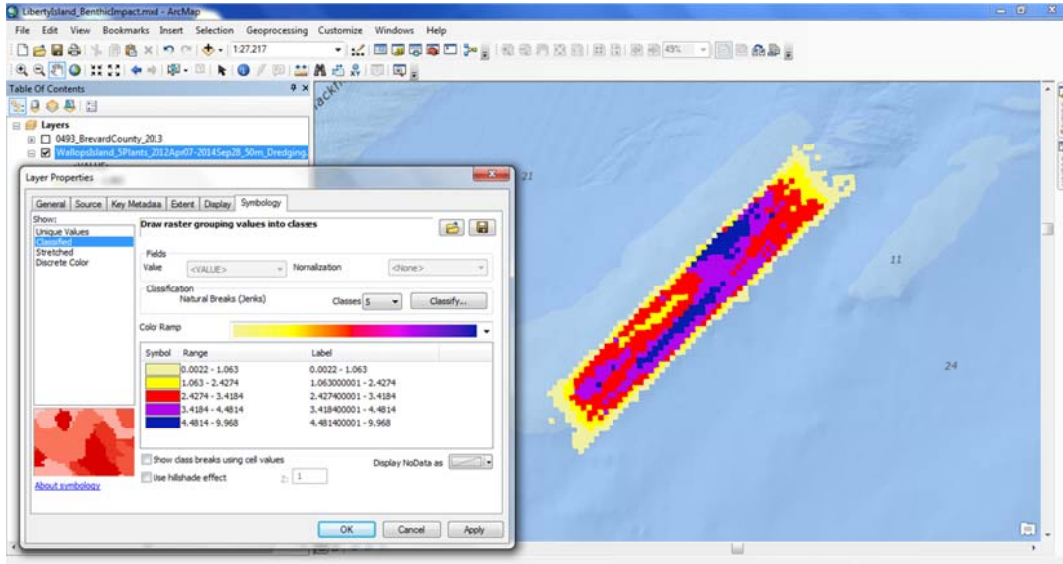 LibertyIsland_BenthicImpact.mxd - ArcMap
File Edit View Bookmarks Insert Selection Geoprocessing Customize Windows Help
1:27,217
45%
Table Of Contents
Layers
0493_BrevardCounty_2013
WallopsIsland_5Plants_2012Apr07-2014Sep28_50m_Dredging.
<VALUE>
21
11
24
Layer Properties
General Source Key Metadaa Extent Display Symbology
Show:
Unique Values
Classified
Stretched
Discrete Color
Draw raster grouping values into classes
Fields
Value <VALUE> Normalization <None>
Classification
Natural Breaks (Jenks) Classes 5 Classify...
Color Ramp
Symbol Range Label
0.0022 - 1.063 0.0022 - 1.063
1.063 - 2.4274 1.063000001 - 2.4274
2.4274 - 3.4184 2.427400001 - 3.4184
3.4184 - 4.4814 3.418400001 - 4.4814
4.4814 - 9.968 4.481400001 - 9.968
Show class breaks using cell values
Display NoData as
Use hillshade effect z: 1
About symbology
OK Cancel Apply